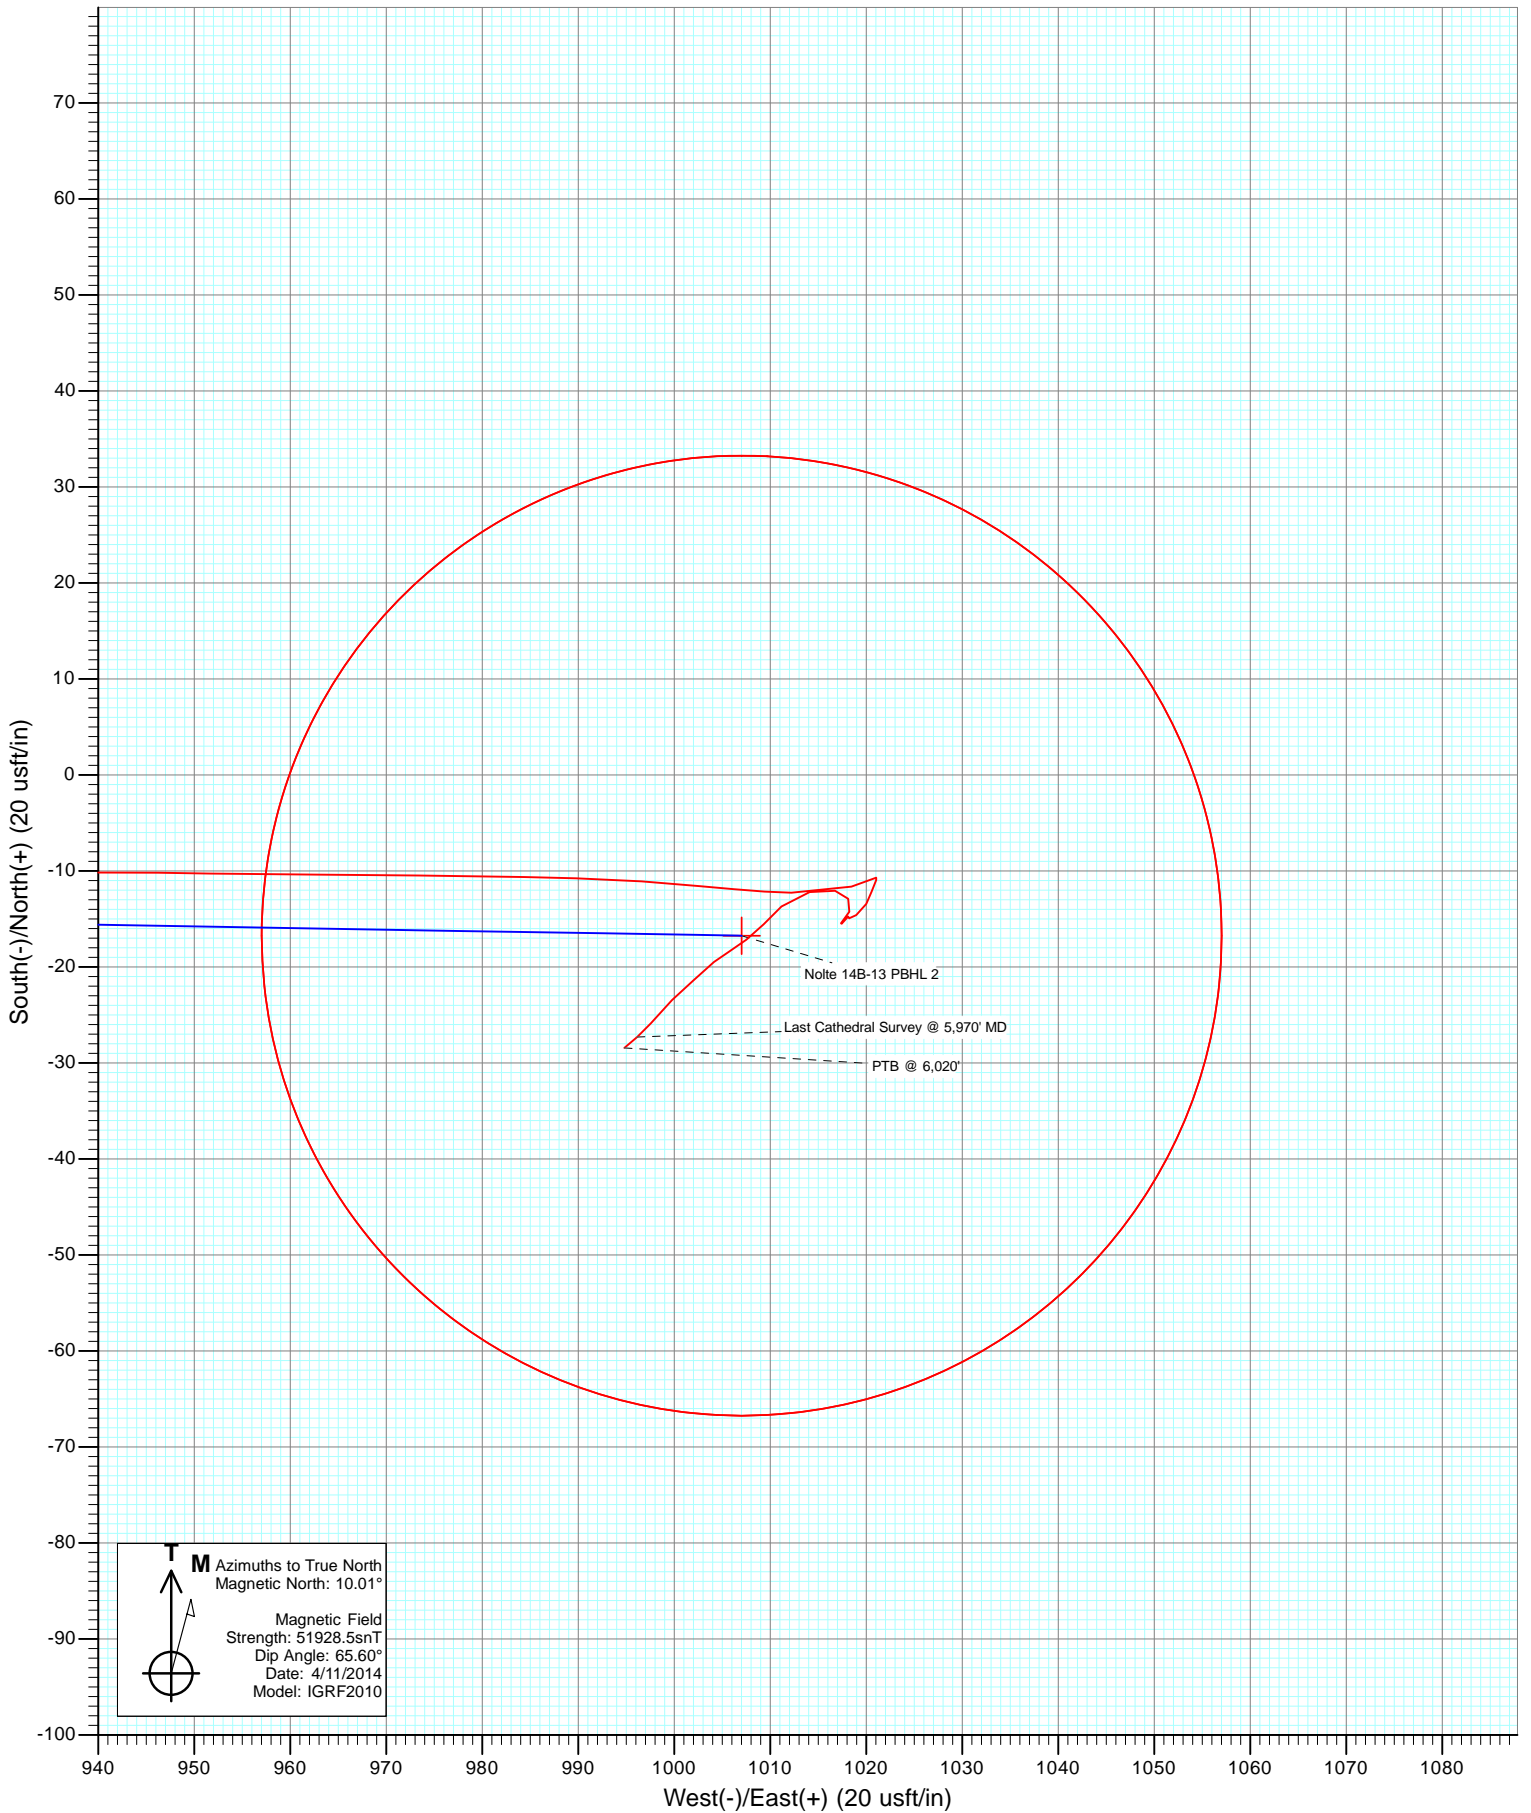 70
60
50
40
30
20
10
0
-10
-20
-30
-40
-50
-60
-70
-80
-90
-100
South(-)/North(+) (20 usft/in)
Nolte 14B-13 PBHL 2
Last Cathedral Survey @ 5,970' MD
PTB @ 6,020'
T
M
Azimuths to True North
Magnetic North: 10.01°
Magnetic Field
Strength: 51928.5snT
Dip Angle: 65.60°
Date: 4/11/2014
Model: IGRF2010
940 950 960 970 980 990 1000 1010 1020 1030 1040 1050 1060 1070 1080
West(-)/East(+) (20 usft/in)